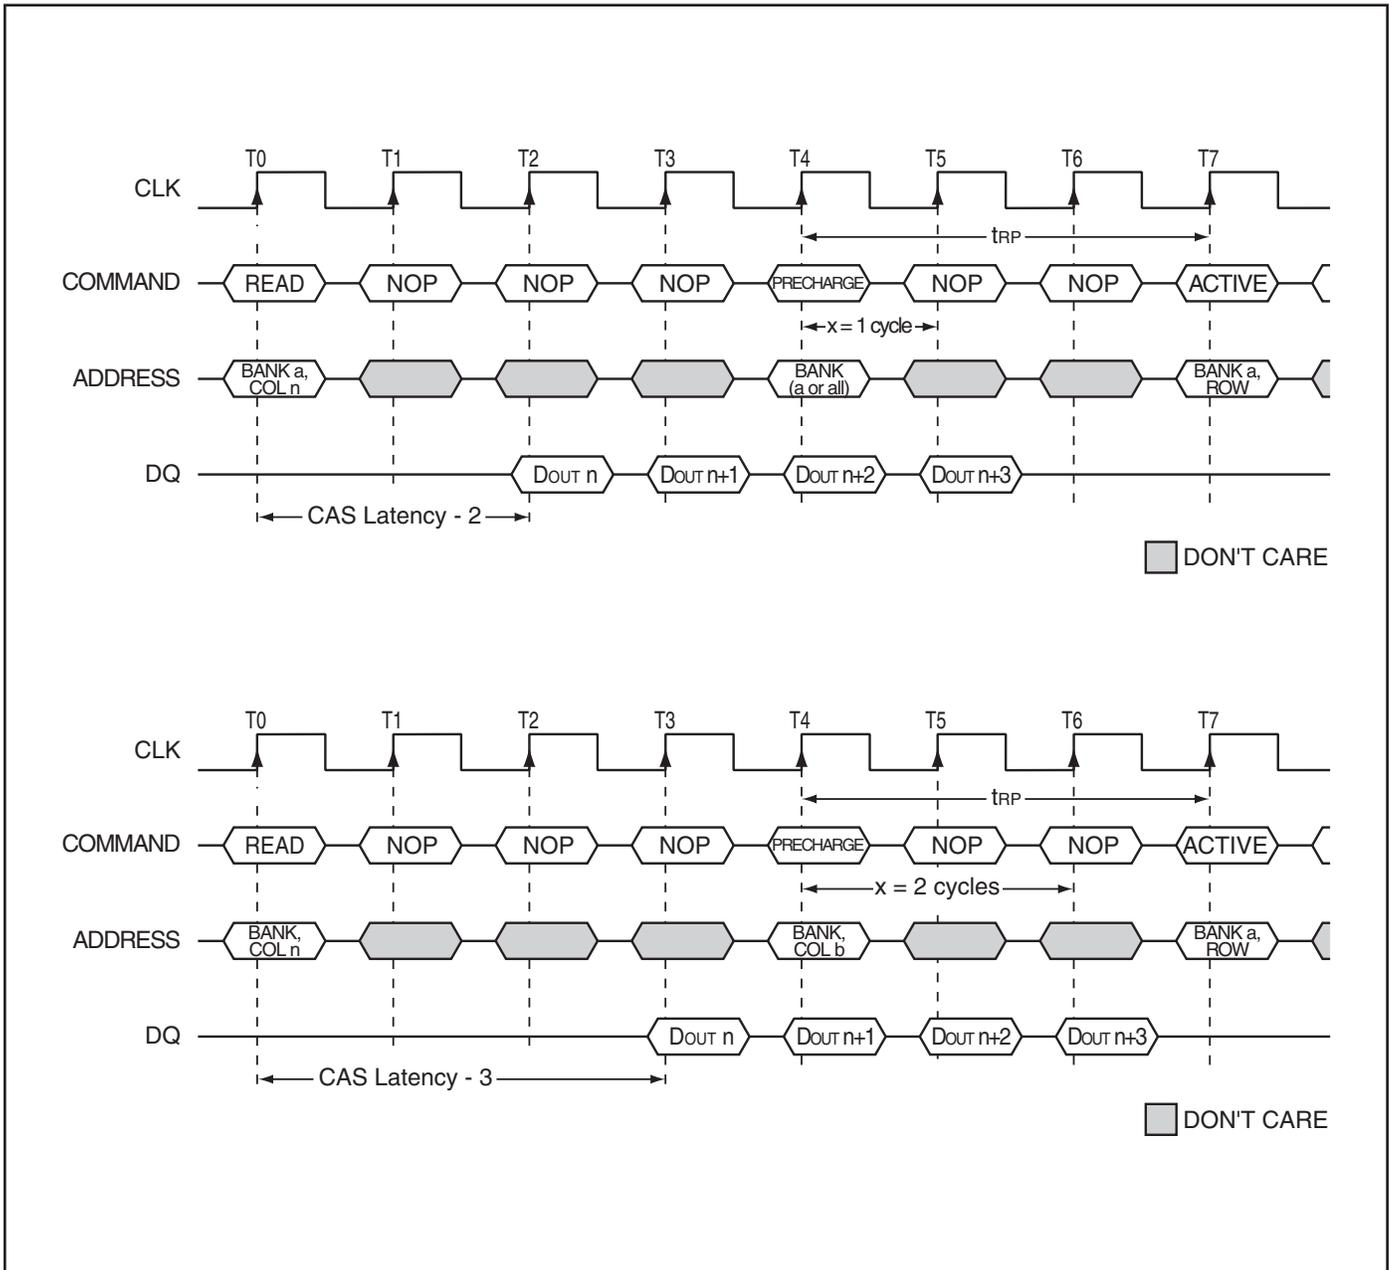 T0 T1 T2 T3 T4 T5 T6 T7
CLK
tRP
COMMAND READ NOP NOP NOP PRECHARGE NOP NOP ACTIVE
x = 1 cycle
ADDRESS BANK a, COL n BANK (a or all) BANK a, ROW
DQ DOUT n DOUT n+1 DOUT n+2 DOUT n+3
CAS Latency - 2
DON'T CARE
T0 T1 T2 T3 T4 T5 T6 T7
CLK
tRP
COMMAND READ NOP NOP NOP PRECHARGE NOP NOP ACTIVE
x = 2 cycles
ADDRESS BANK, COL n BANK, COL b BANK a, ROW
DQ DOUT n DOUT n+1 DOUT n+2 DOUT n+3
CAS Latency - 3
DON'T CARE